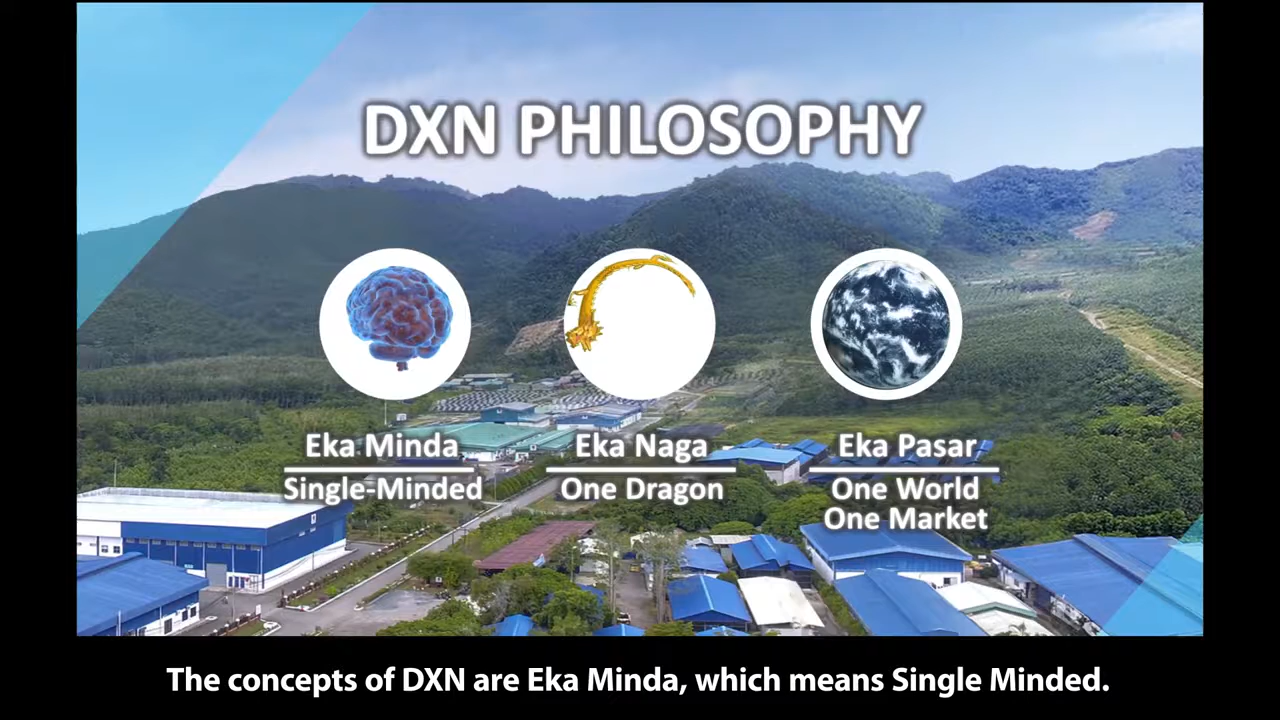 DXN PHILOSOPHY
Eka Minda
Single-Minded
Eka Naga
One Dragon
Eka Pasar
One World
One Market
The concepts of DXN are Eka Minda, which means Single Minded.